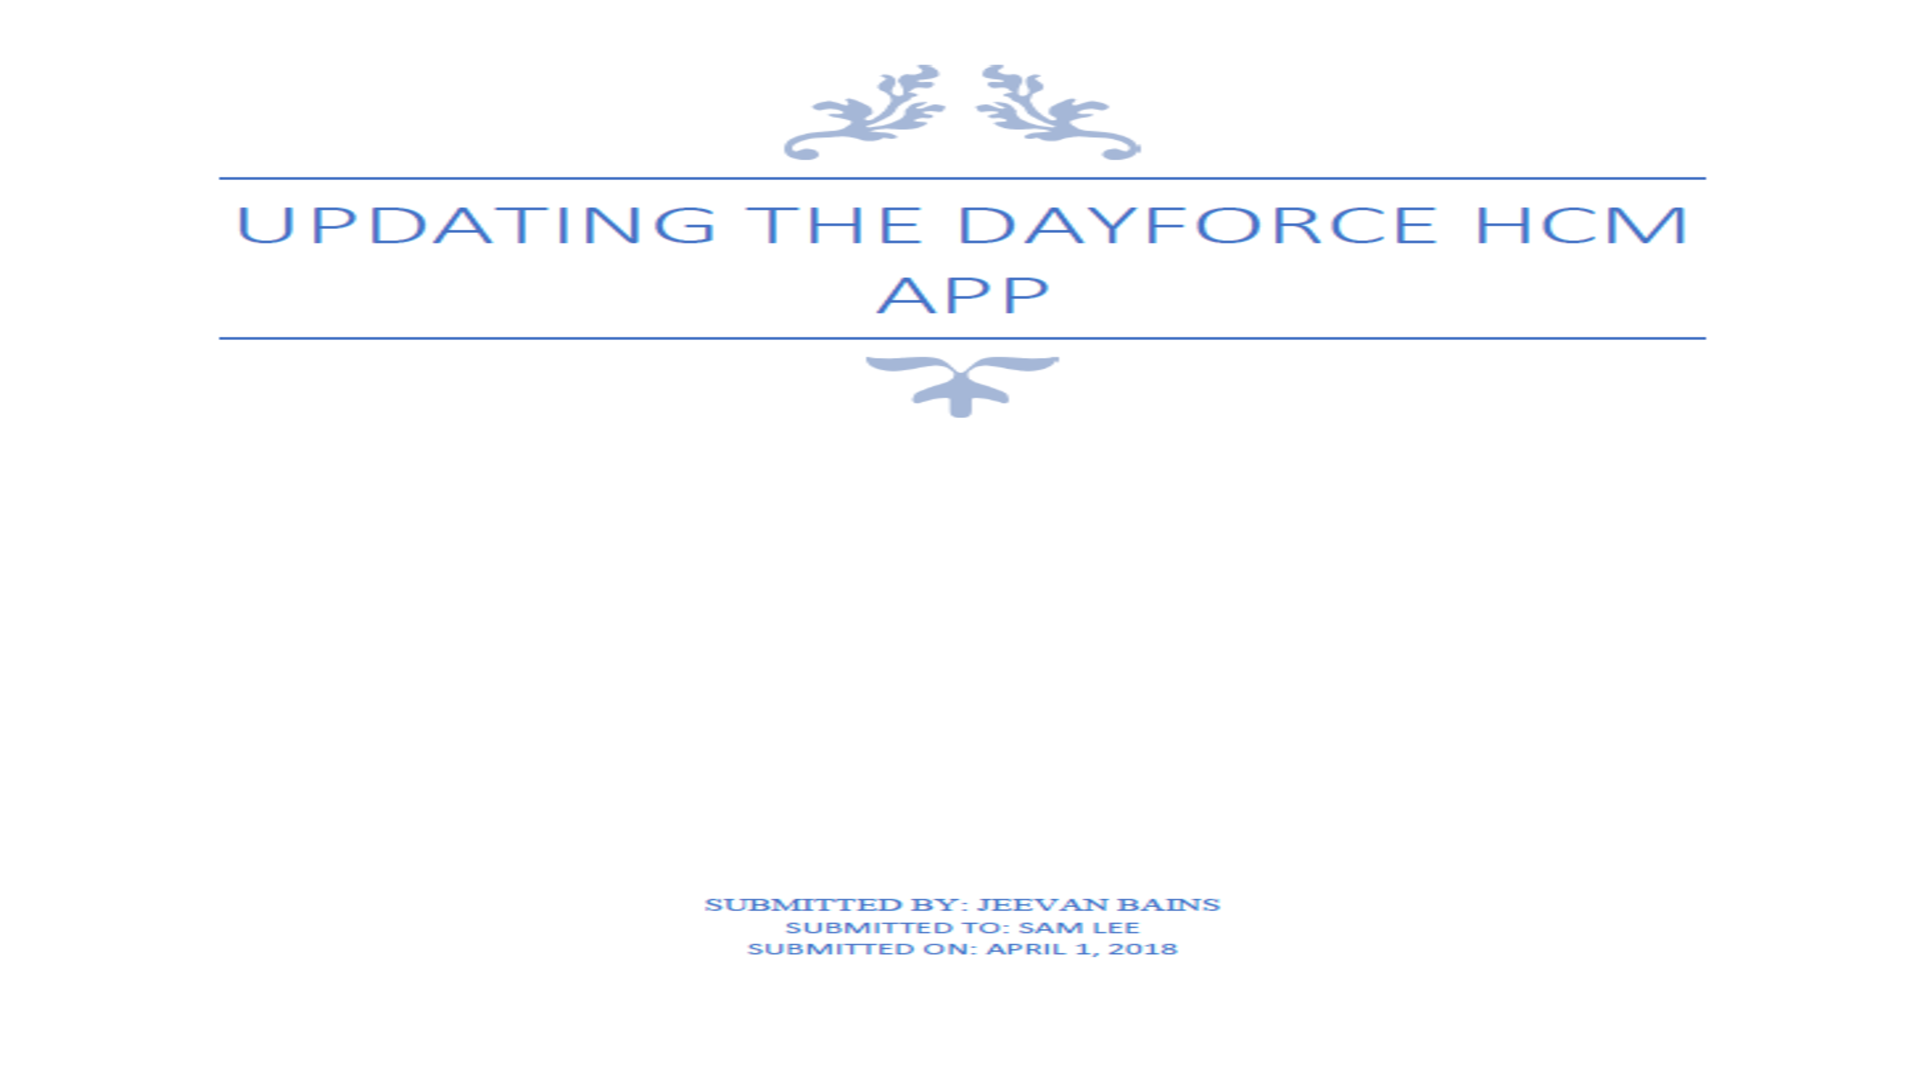 UPDATING THE DAYFORCE HCM
APP
SUBMITTED BY: JEEVAN BAINS
SUBMITTED TO: SAM LEE
SUBMITTED ON: APRIL 1, 2018